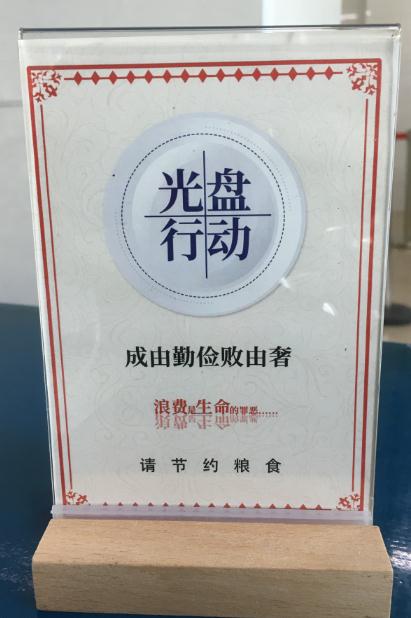 光盘
行动
成由勤俭败由奢
浪费是生命的罪恶......
请节约粮食